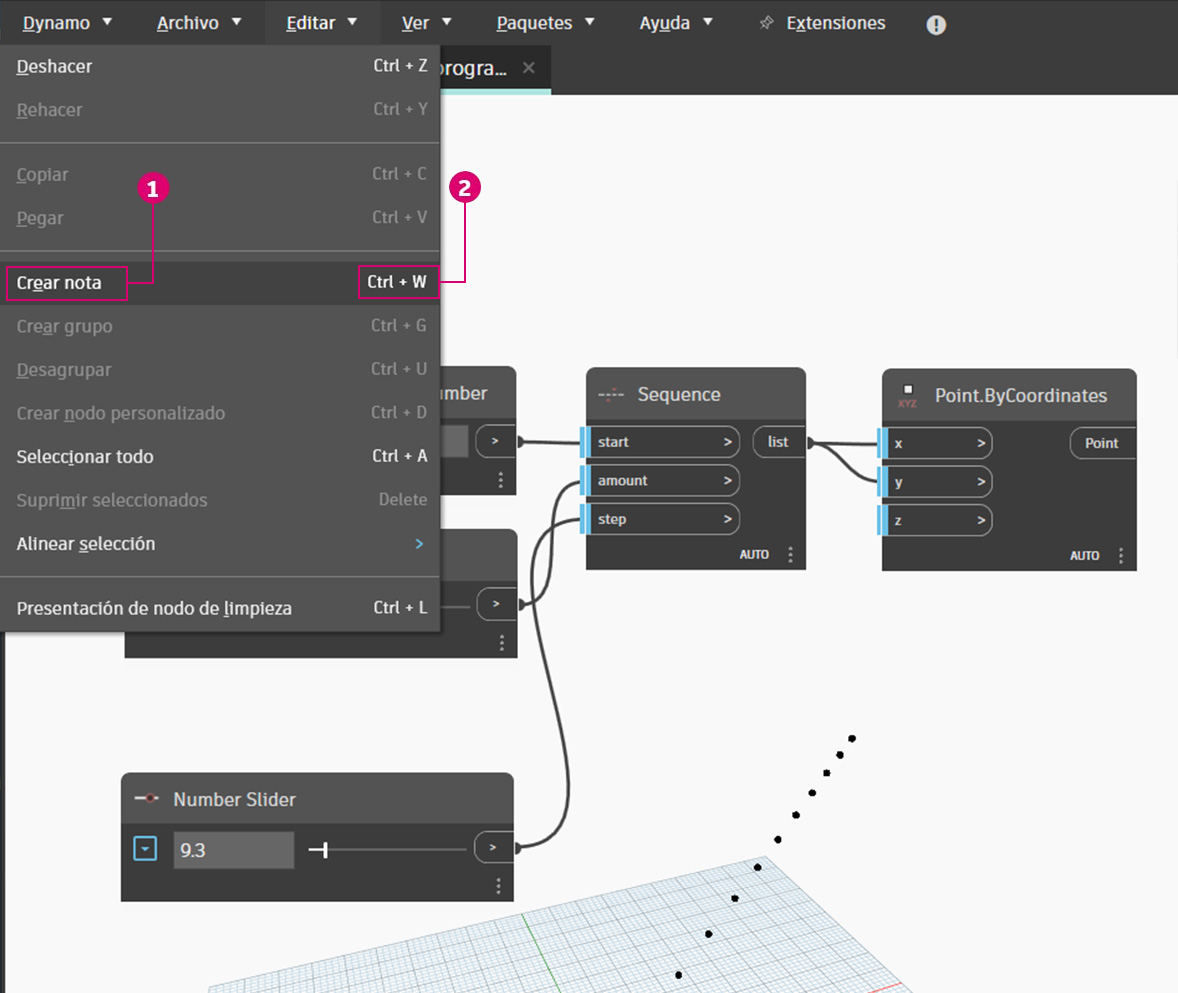 Dynamo Archivo Editar Ver Paquetes Ayuda Extensiones
Deshacer Ctrl + Z
progra...
Rehacer Ctrl + Y
Copiar Ctrl + C
1 2
Pegar Ctrl + V
Crear nota Ctrl + W
Crear grupo Ctrl + G
Desagrupar Ctrl + U
Crear nodo personalizado Ctrl + D
Seleccionar todo Ctrl + A
Suprimir seleccionados Delete
Alinear selección >
Presentación de nodo de limpieza Ctrl + L
umber
>
>
Sequence
start > list
amount >
step >
AUTO
XYZ Point.ByCoordinates
x > Point
y >
z >
AUTO
Number Slider
9.3 >